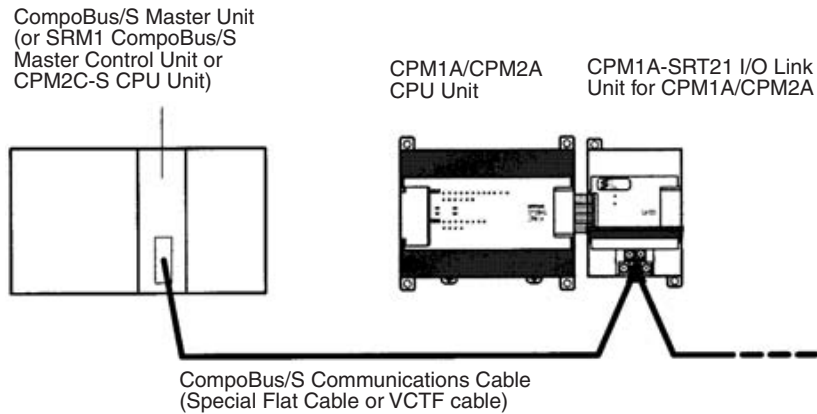 CompoBus/S Master Unit
(or SRM1 CompoBus/S
Master Control Unit or
CPM2C-S CPU Unit)
CPM1A/CPM2A
CPU Unit
CPM1A-SRT21 I/O Link
Unit for CPM1A/CPM2A
CompoBus/S Communications Cable
(Special Flat Cable or VCTF cable)